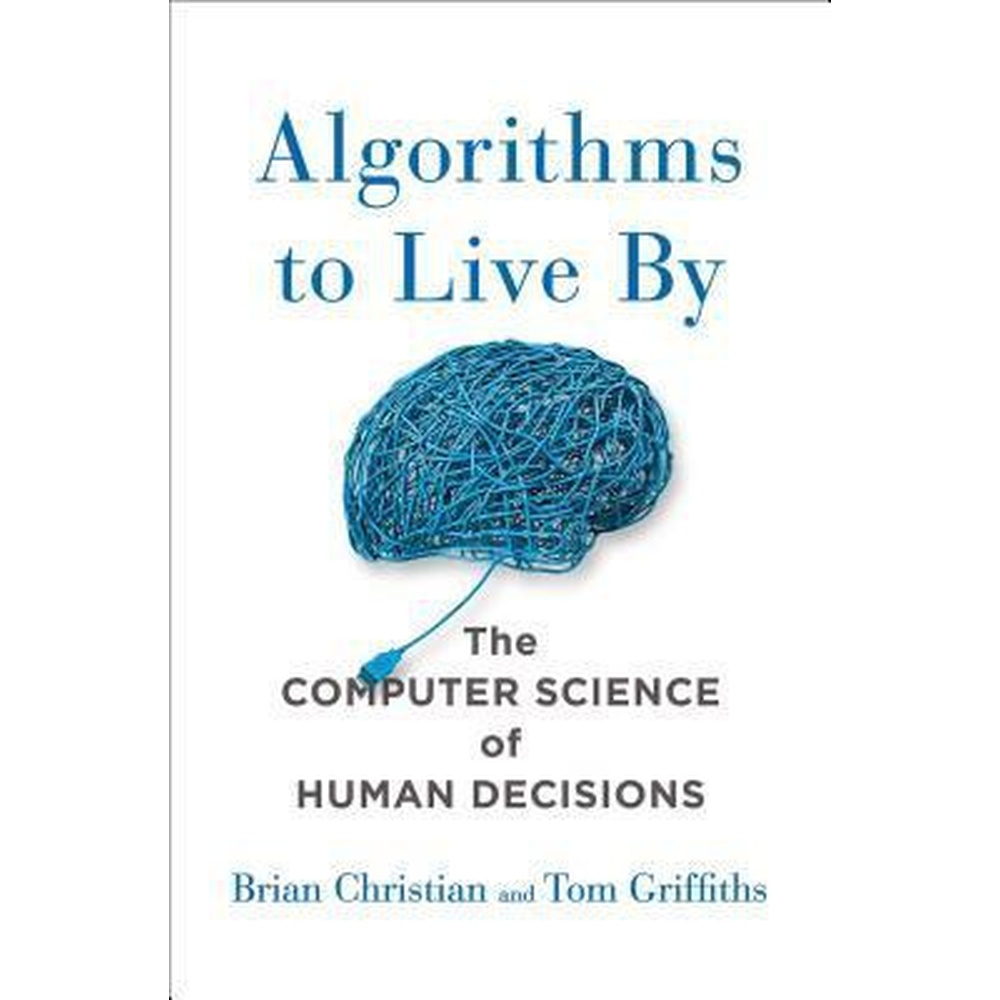 Algorithms
to Live By
The
COMPUTER SCIENCE
of
HUMAN DECISIONS
Brian Christian and Tom Griffiths